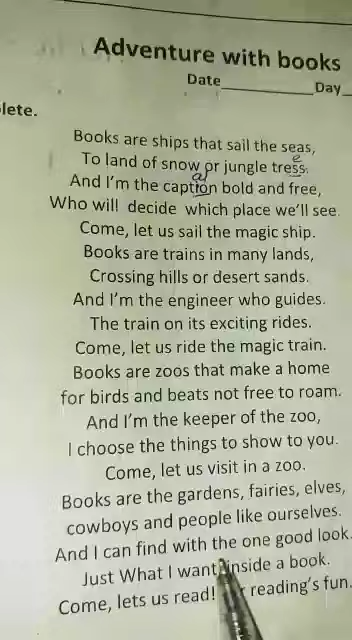 Adventure with books
Date____________Day_
lete.
Books are ships that sail the seas,
To land of snow or jungle tress.
e
And I'm the caption bold and free,
a
Who will decide which place we'll see.
Come, let us sail the magic ship.
Books are trains in many lands,
Crossing hills or desert sands.
And I'm the engineer who guides.
The train on its exciting rides.
Come, let us ride the magic train.
Books are zoos that make a home
for birds and beats not free to roam.
And I'm the keeper of the zoo,
I choose the things to show to you.
Come, let us visit in a zoo.
Books are the gardens, fairies, elves,
cowboys and people like ourselves.
And I can find with the one good look.
Just What I want inside a book.
Come, lets us read! reading's fun.